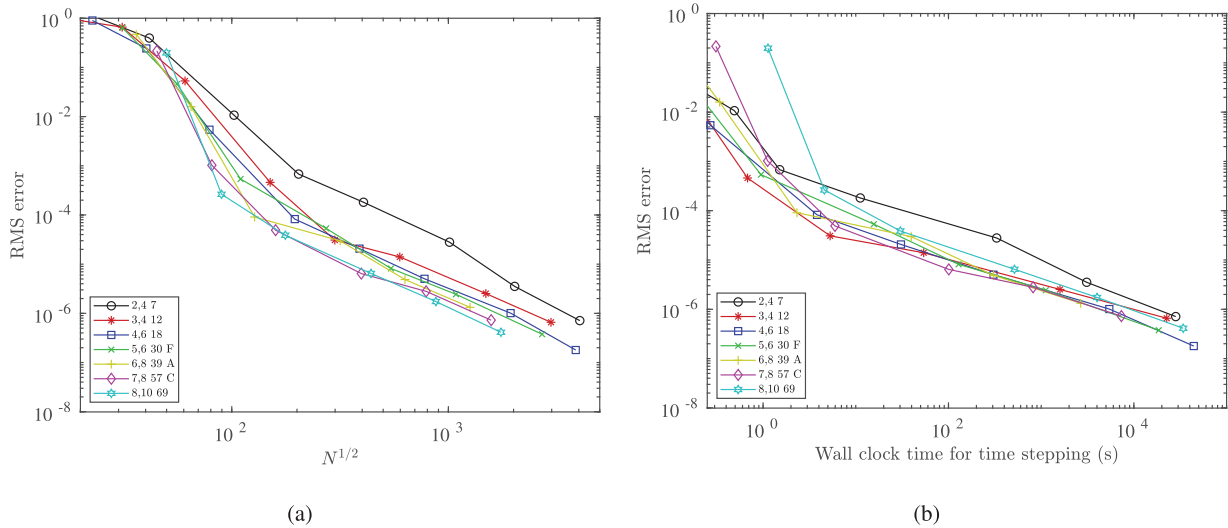 10^0
10^-2
10^-4
10^-6
10^-8
RMS error
2,4 7
3,4 12
4,6 18
5,6 30 F
6,8 39 A
7,8 57 C
8,10 69
10^2
10^3
N^1/2
(a)
10^0
10^-2
10^-4
10^-6
10^-8
RMS error
2,4 7
3,4 12
4,6 18
5,6 30 F
6,8 39 A
7,8 57 C
8,10 69
10^0
10^2
10^4
Wall clock time for time stepping (s)
(b)